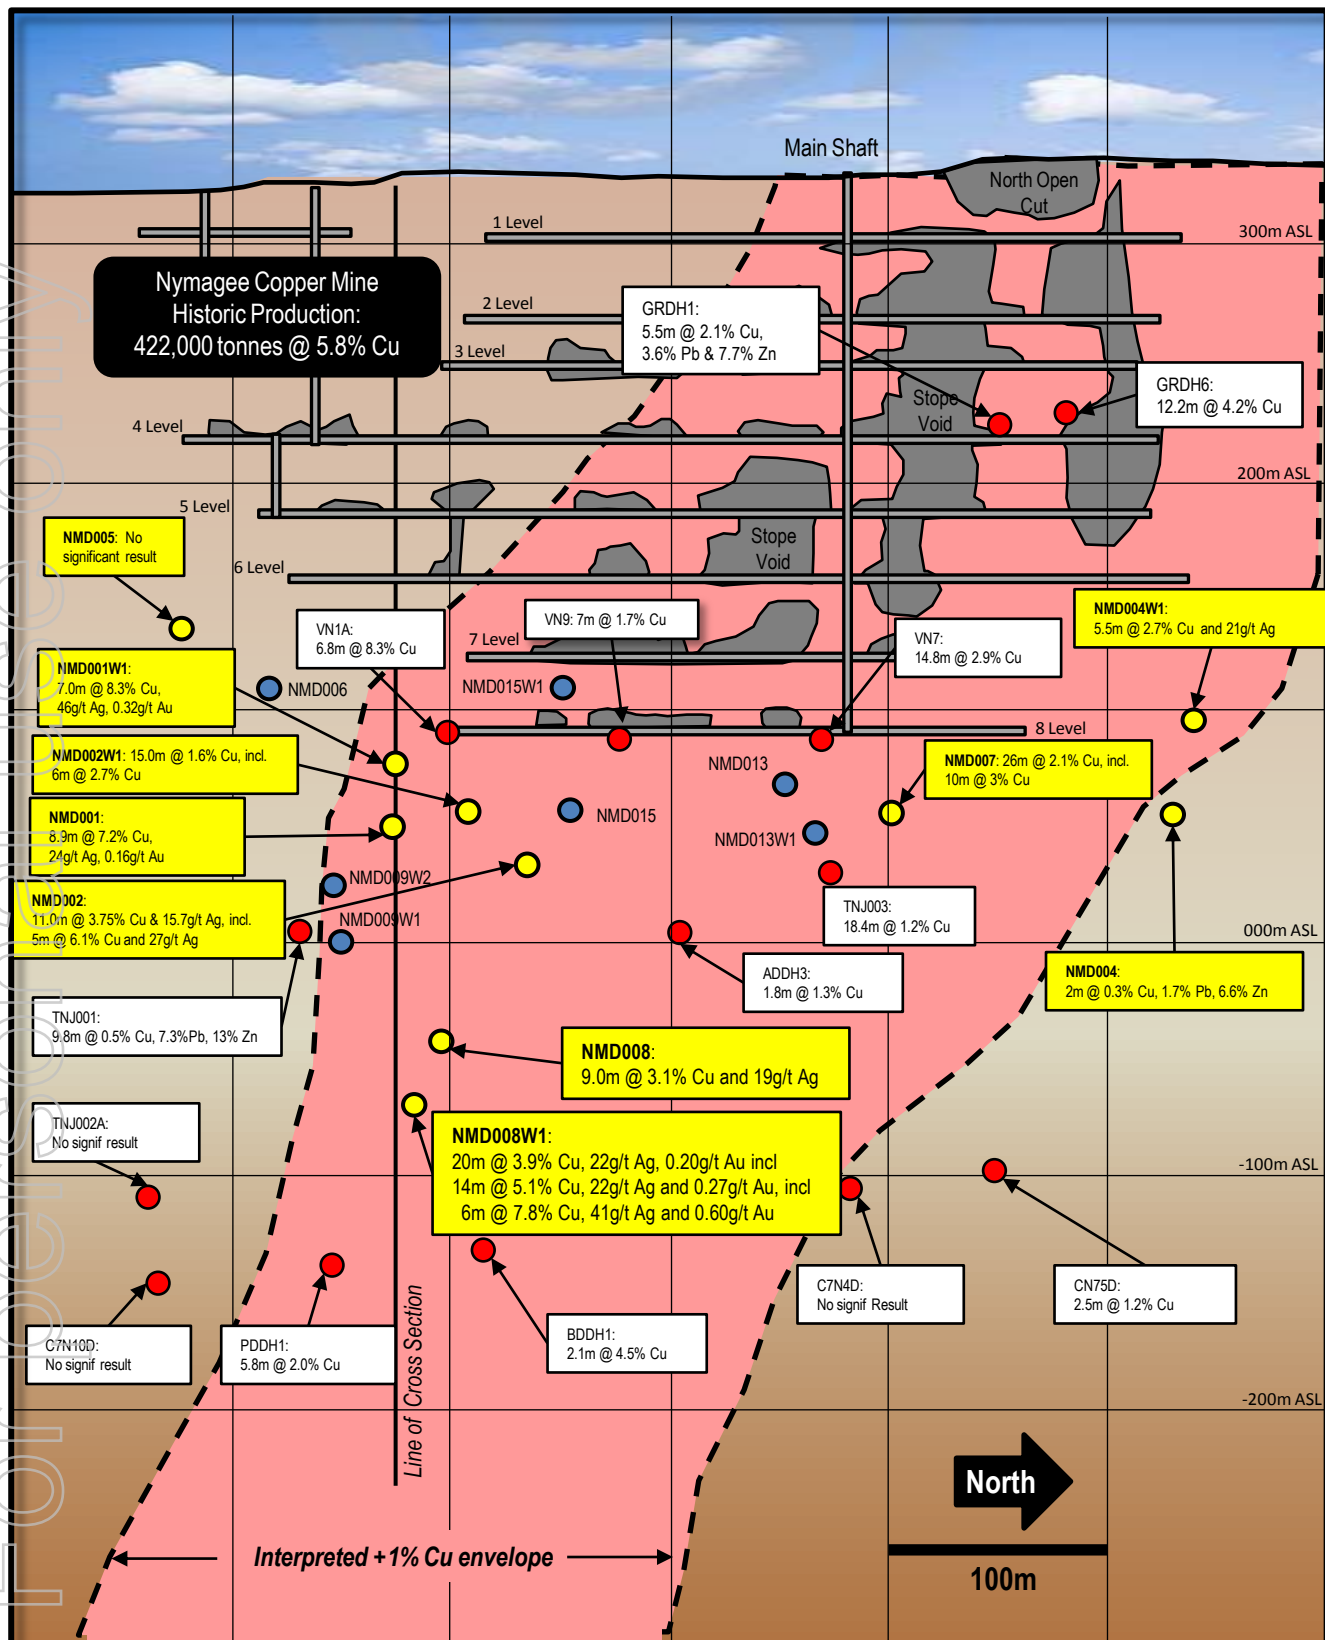 Main Shaft
North Open
Cut
1 Level
300m ASL
Nymagee Copper Mine
Historic Production:
422,000 tonnes @ 5.8% Cu
2 Level
GRDH1:
5.5m @ 2.1% Cu,
3.6% Pb & 7.7% Zn
3 Level
GRDH6:
12.2m @ 4.2% Cu
Stope
Void
4 Level
200m ASL
5 Level
NMD005: No
significant result
Stope
Void
6 Level
VN1A:
6.8m @ 8.3% Cu
VN9: 7m @ 1.7% Cu
7 Level
VN7:
14.8m @ 2.9% Cu
NMD004W1:
5.5m @ 2.7% Cu and 21g/t Ag
NMD001W1:
7.0m @ 8.3% Cu,
46g/t Ag, 0.32g/t Au
NMD006
NMD015W1
8 Level
NMD002W1: 15.0m @ 1.6% Cu, incl.
6m @ 2.7% Cu
NMD013
NMD007: 26m @ 2.1% Cu, incl.
10m @ 3% Cu
NMD001:
8.9m @ 7.2% Cu,
24g/t Ag, 0.16g/t Au
NMD015
NMD013W1
NMD009W2
NMD002:
11.0m @ 3.75% Cu & 15.7g/t Ag, incl.
5m @ 6.1% Cu and 27g/t Ag
NMD009W1
TNJ003:
18.4m @ 1.2% Cu
000m ASL
ADDH3:
1.8m @ 1.3% Cu
NMD004:
2m @ 0.3% Cu, 1.7% Pb, 6.6% Zn
TNJ001:
9.8m @ 0.5% Cu, 7.3%Pb, 13% Zn
NMD008:
9.0m @ 3.1% Cu and 19g/t Ag
TNJ002A:
No signif result
NMD008W1:
20m @ 3.9% Cu, 22g/t Ag, 0.20g/t Au incl
14m @ 5.1% Cu, 22g/t Ag and 0.27g/t Au, incl
6m @ 7.8% Cu, 41g/t Ag and 0.60g/t Au
-100m ASL
C7N4D:
No signif Result
CN75D:
2.5m @ 1.2% Cu
C7N10D:
No signif result
PDDH1:
5.8m @ 2.0% Cu
BDDH1:
2.1m @ 4.5% Cu
Line of Cross Section
-200m ASL
North
Interpreted +1% Cu envelope
100m
For personal use only